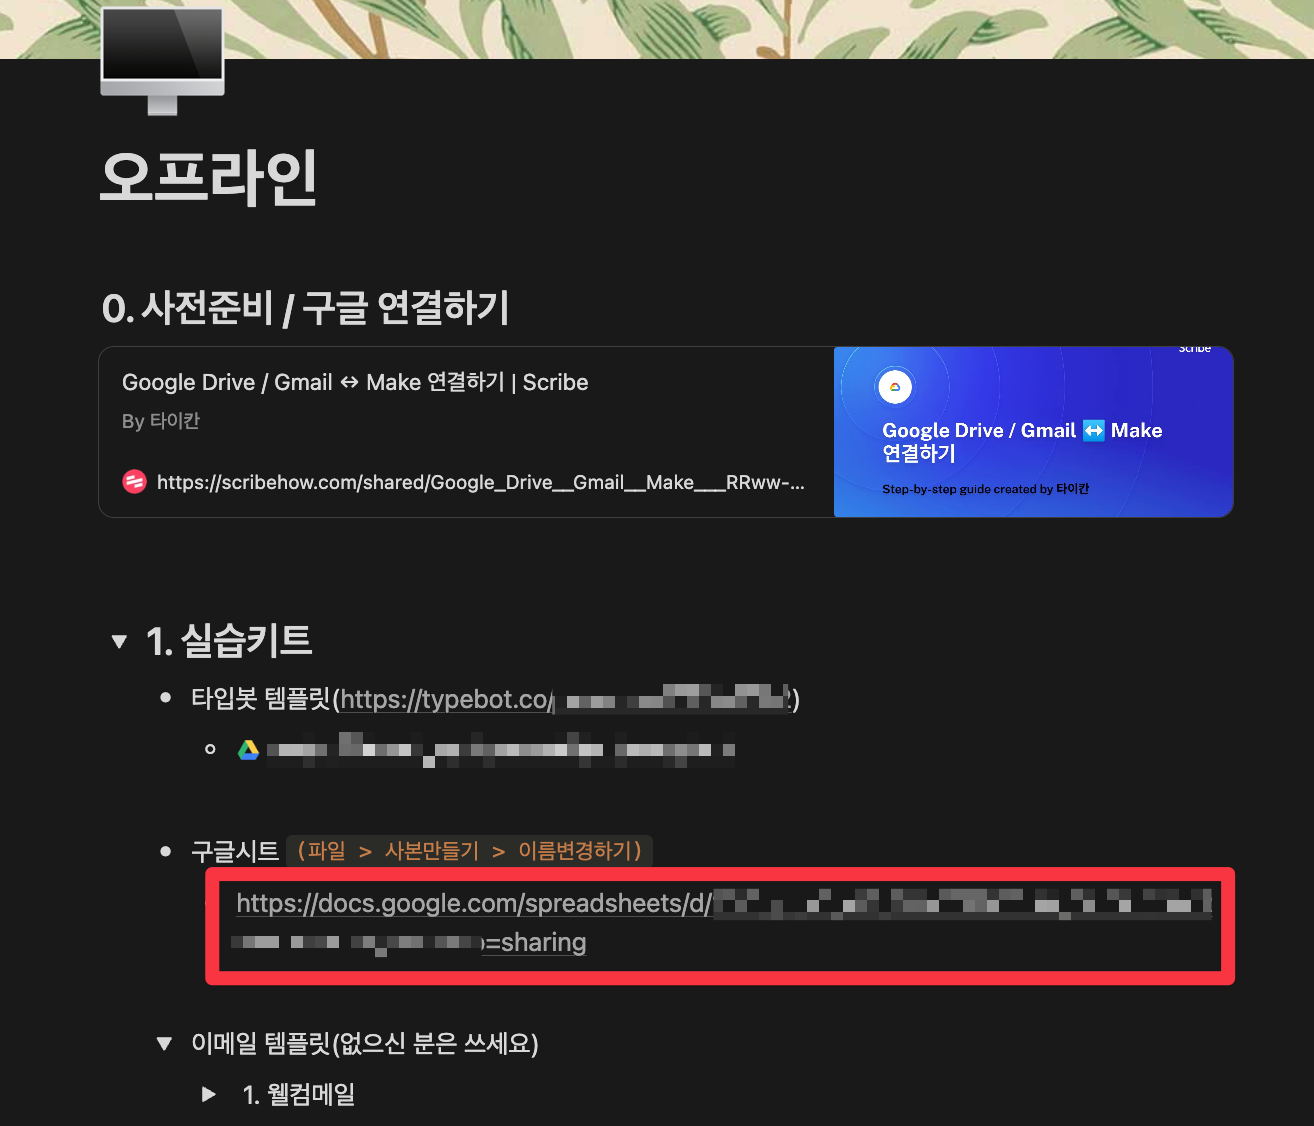 오프라인
0. 사전준비 / 구글 연결하기
Google Drive / Gmail ↔ Make 연결하기 | Scribe
By 타이칸
https://scribehow.com/shared/Google_Drive__Gmail__Make___RRww-...
Scribe
Google Drive / Gmail ↔ Make
연결하기
Step-by-step guide created by 타이칸
1. 실습키트
타입봇 템플릿(https://typebot.co/ )
구글시트 (파일 > 사본만들기 > 이름변경하기)
https://docs.google.com/spreadsheets/d/
=sharing
이메일 템플릿(없으신 분은 쓰세요)
1. 웰컴메일